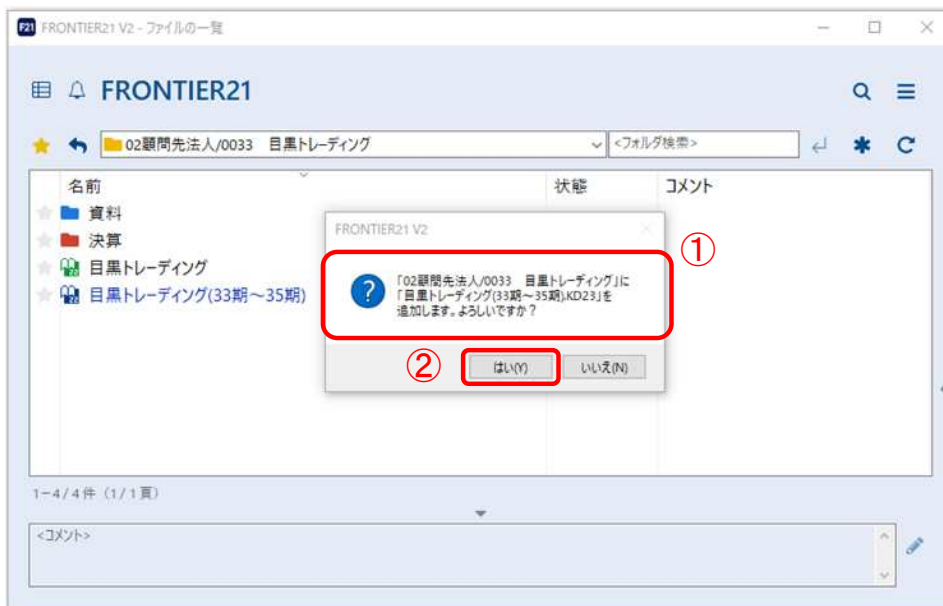 F21 FRONTIER21 V2 - ファイルの一覧
FRONTIER21
02顧問先法人/0033　目黒トレーディング
<フォルダ検索>
名前 状態 コメント
資料
決算
目黒トレーディング
目黒トレーディング(33期～35期)
FRONTIER21 V2
①
「02顧問先法人/0033　目黒トレーディング」に
「目黒トレーディング(33期～35期).KD23」を
追加します。よろしいですか？
②
はい(Y) いいえ(N)
1-4/4件（1/1頁）
<コメント>